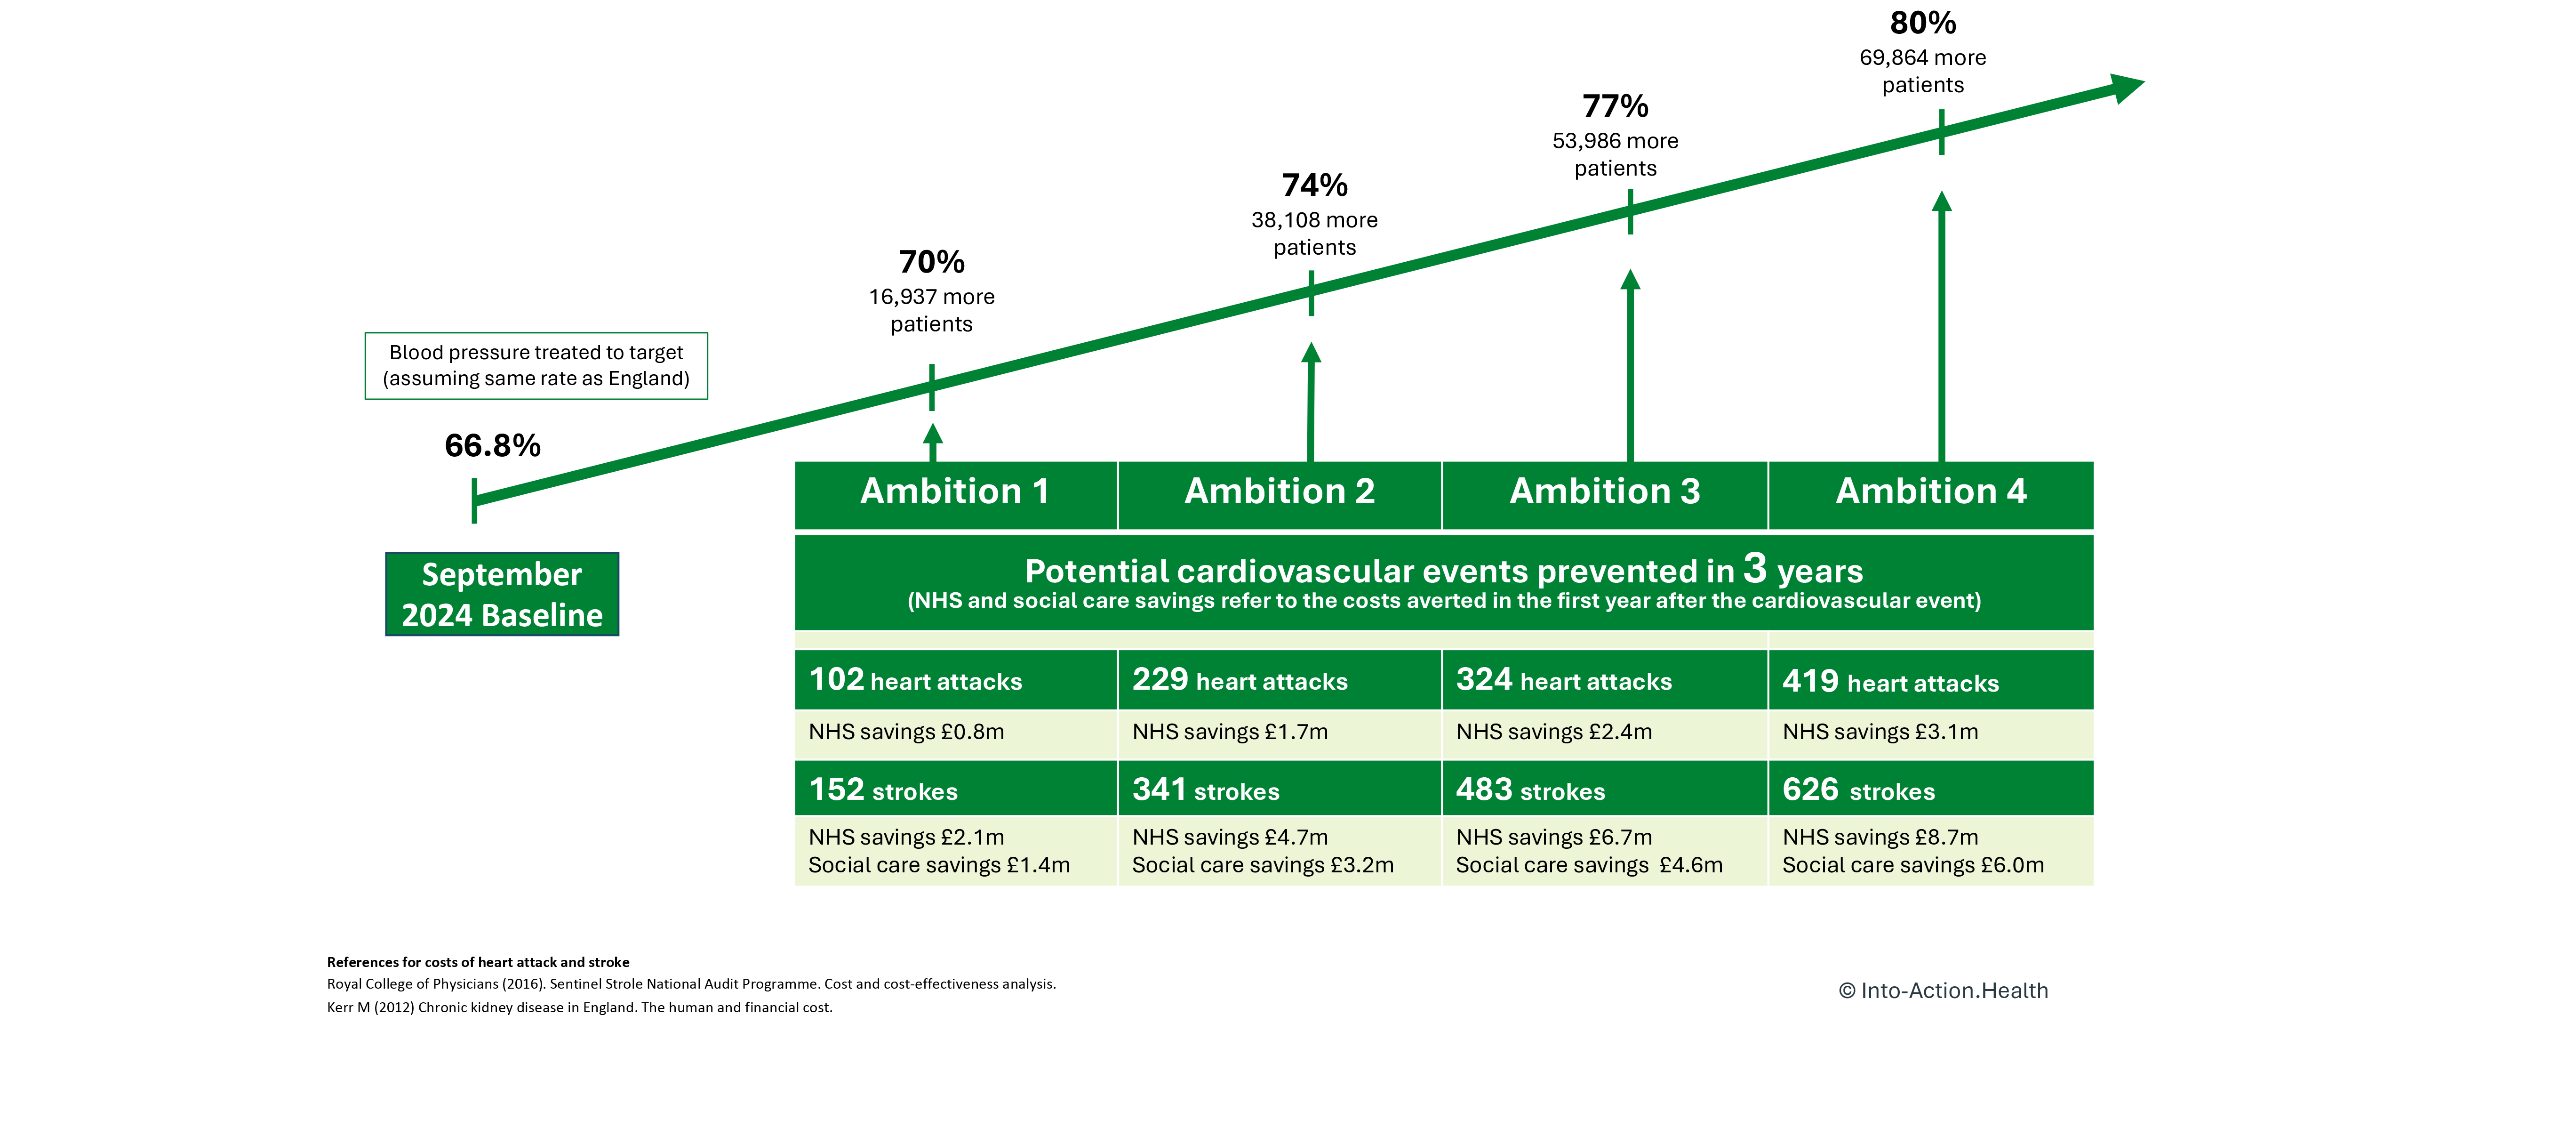 80%
69,864 more
patients
77%
53,986 more
patients
74%
38,108 more
patients
70%
16,937 more
patients
Blood pressure treated to target
(assuming same rate as England)
66.8%
September
2024 Baseline
Ambition 1
Ambition 2
Ambition 3
Ambition 4
Potential cardiovascular events prevented in 3 years
(NHS and social care savings refer to the costs averted in the first year after the cardiovascular event)
102 heart attacks
229 heart attacks
324 heart attacks
419 heart attacks
NHS savings £0.8m
NHS savings £1.7m
NHS savings £2.4m
NHS savings £3.1m
152 strokes
341 strokes
483 strokes
626 strokes
NHS savings £2.1m
Social care savings £1.4m
NHS savings £4.7m
Social care savings £3.2m
NHS savings £6.7m
Social care savings £4.6m
NHS savings £8.7m
Social care savings £6.0m
References for costs of heart attack and stroke
Royal College of Physicians (2016). Sentinel Strole National Audit Programme. Cost and cost-effectiveness analysis.
Kerr M (2012) Chronic kidney disease in England. The human and financial cost.
© Into-Action.Health